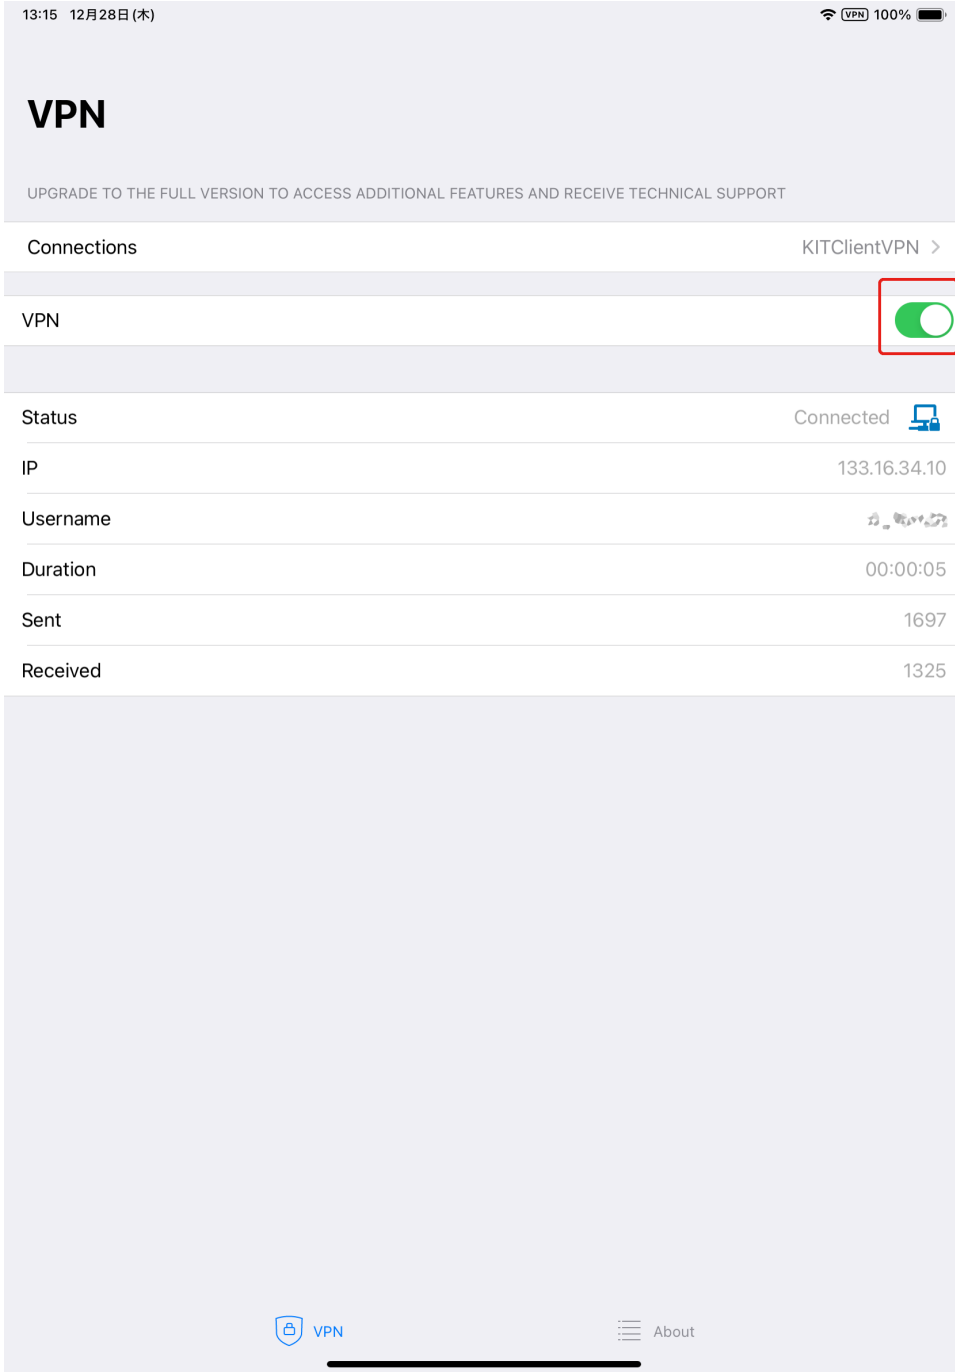 13:15 12月28日(木)
VPN 100%
VPN
UPGRADE TO THE FULL VERSION TO ACCESS ADDITIONAL FEATURES AND RECEIVE TECHNICAL SUPPORT
Connections KITClientVPN
VPN
Status Connected
IP 133.16.34.10
Username
Duration 00:00:05
Sent 1697
Received 1325
VPN About